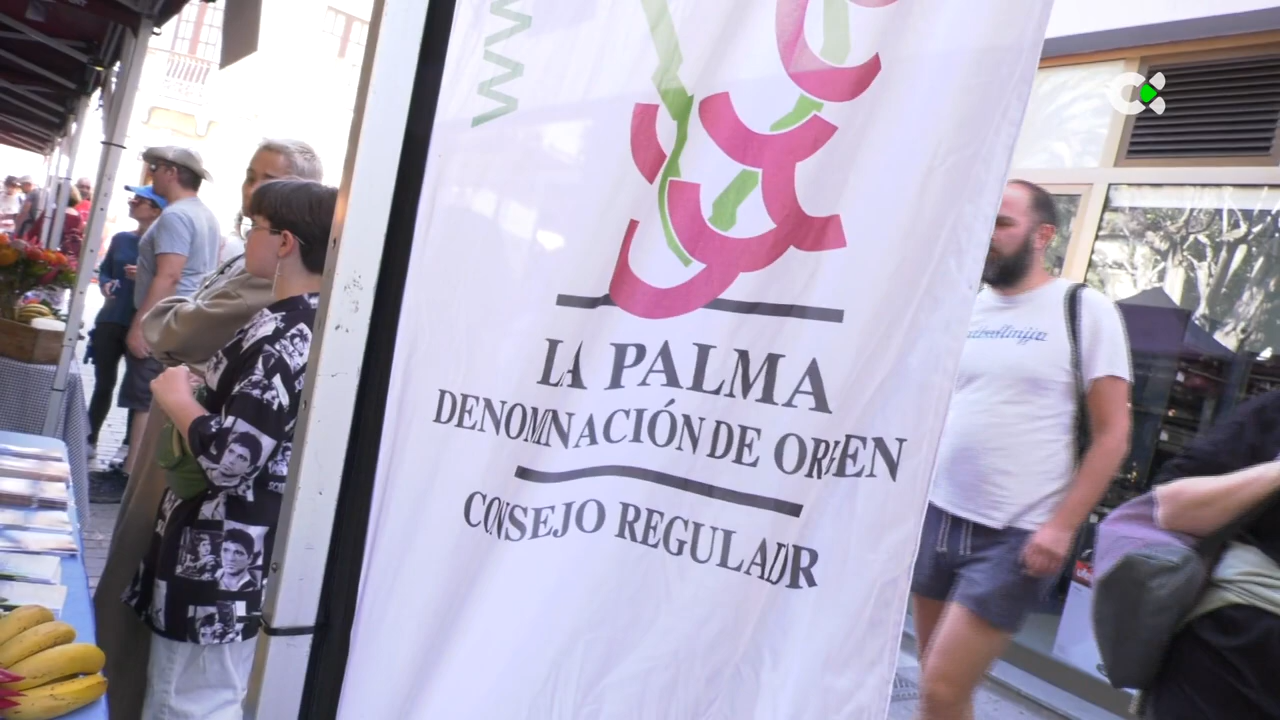 LA PALMA
DENOMINACIÓN DE ORIGEN
CONSEJO REGULADOR